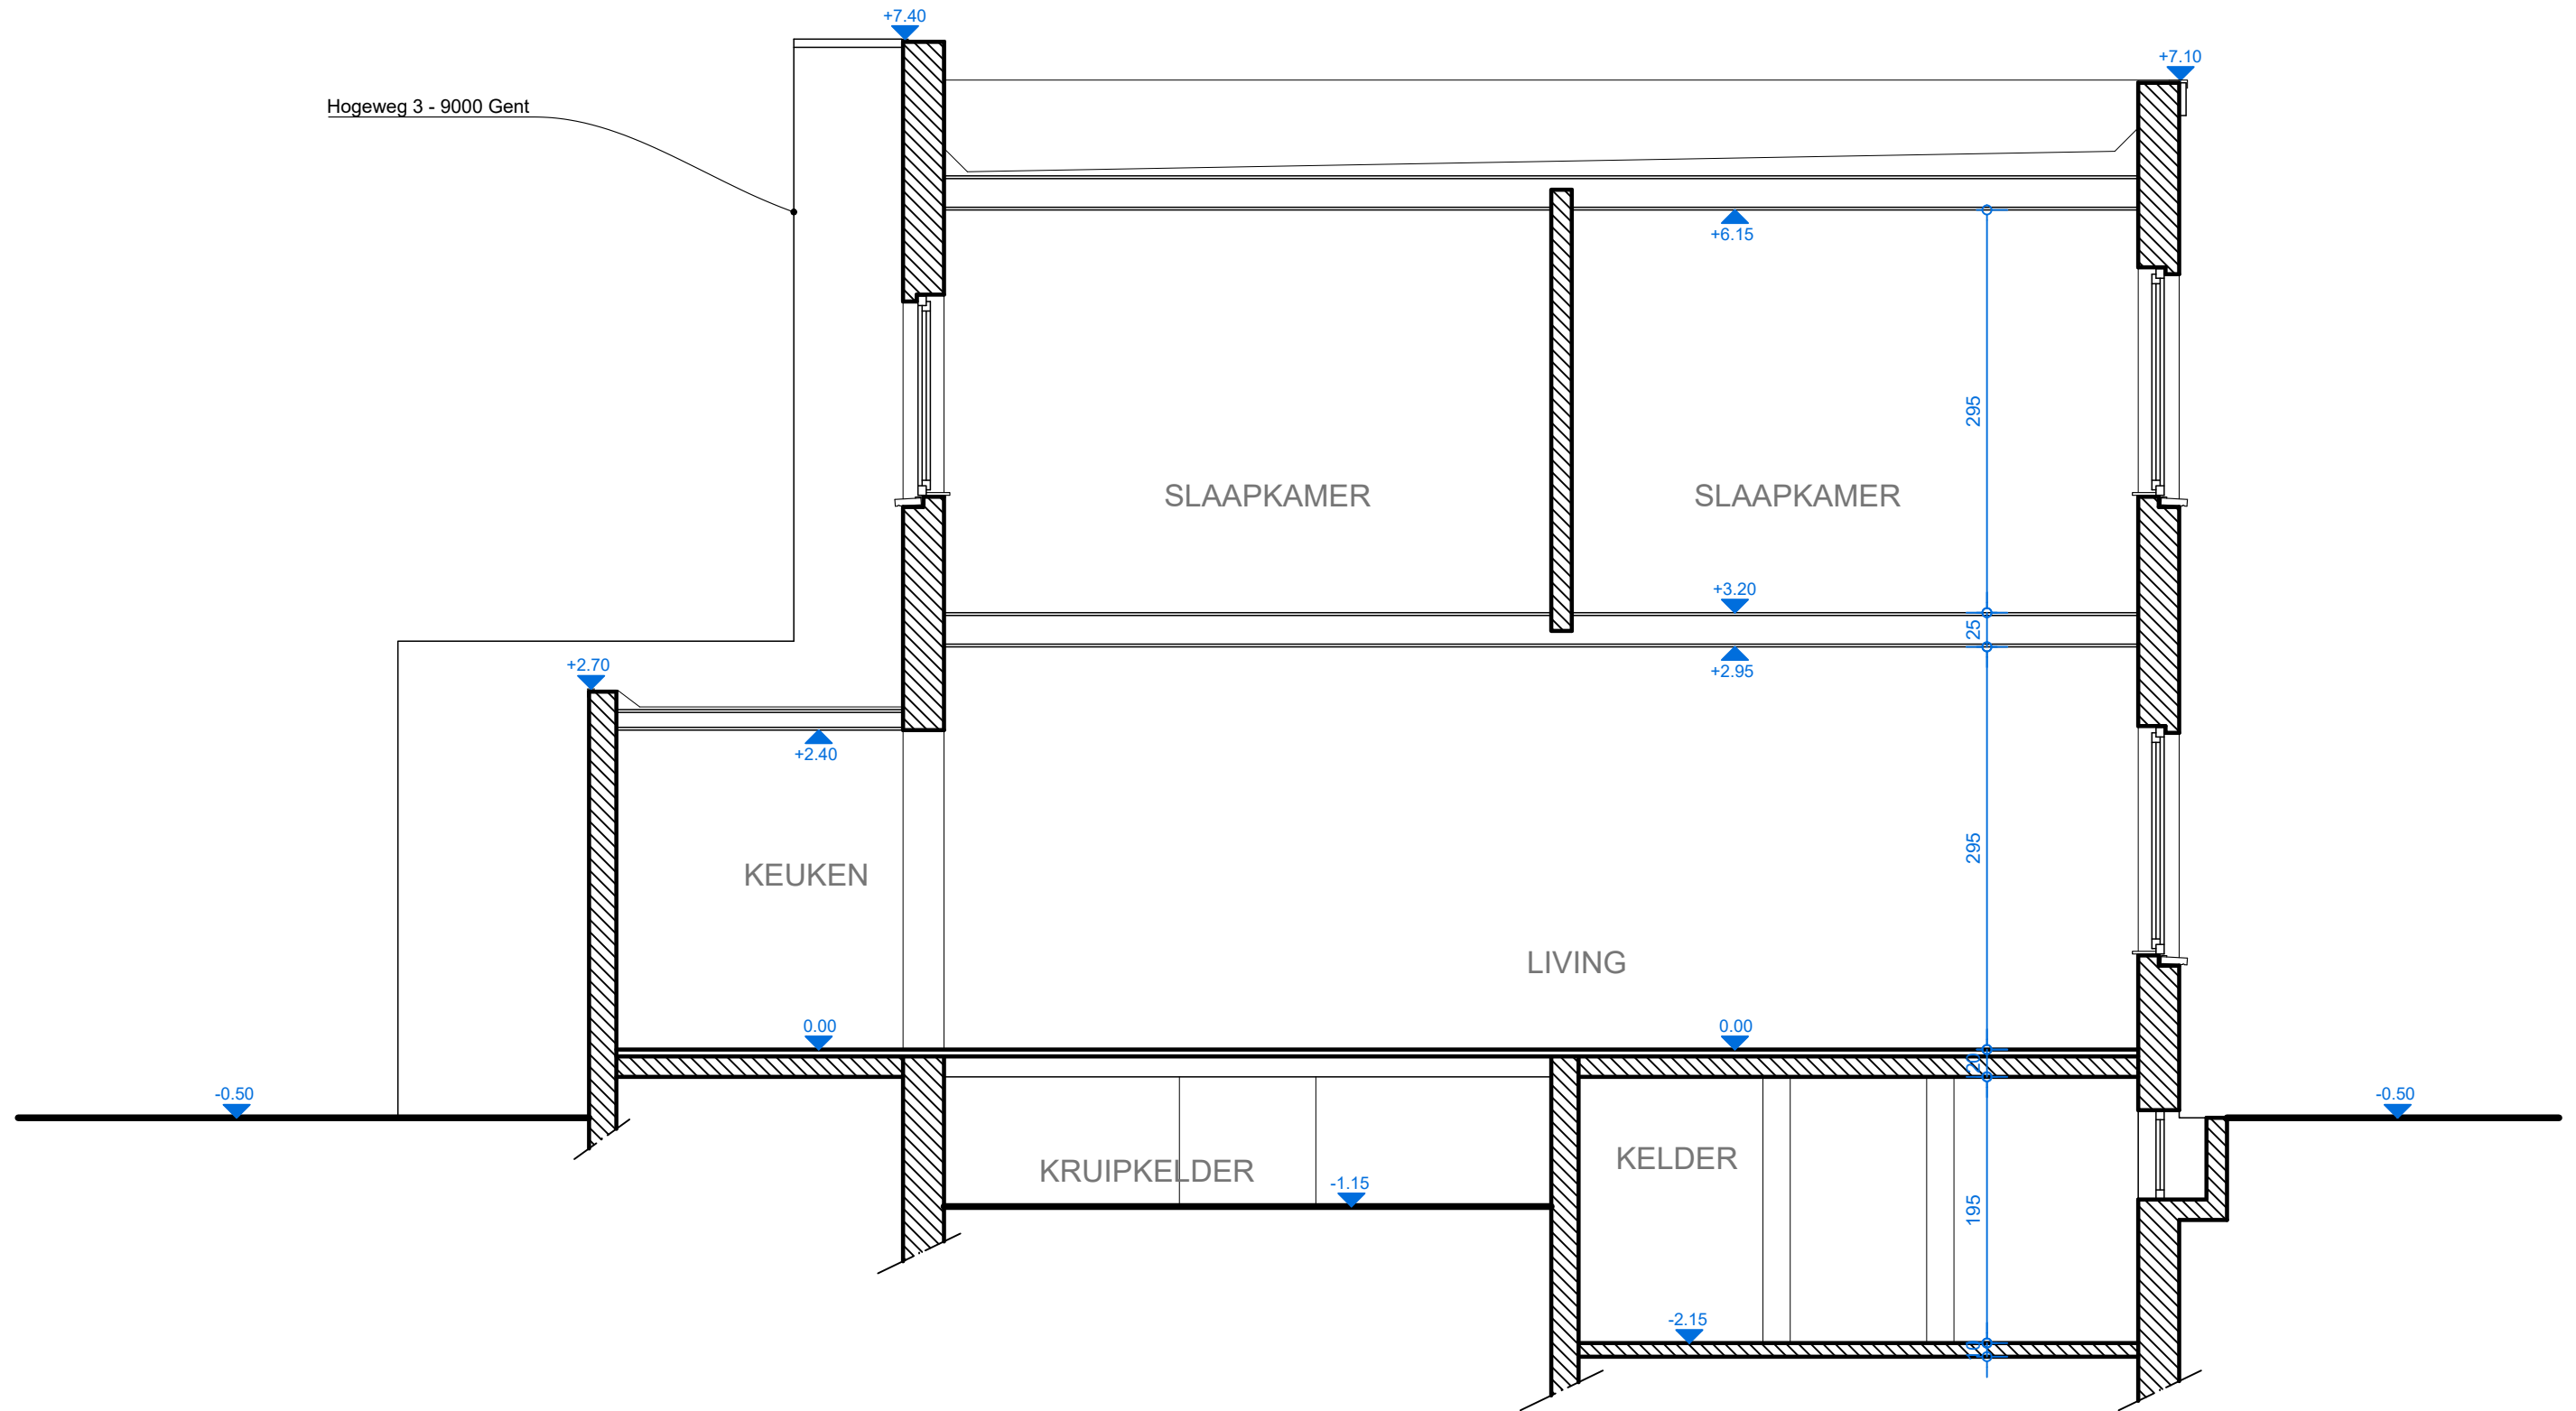 +7.40
+7.10
Hogeweg 3 - 9000 Gent
+6.15
295
SLAAPKAMER
SLAAPKAMER
+3.20
25
+2.95
+2.70
+2.40
295
KEUKEN
LIVING
0.00
0.00
20
-0.50
-0.50
KELDER
KRUIPKELDER
-1.15
195
-2.15
10